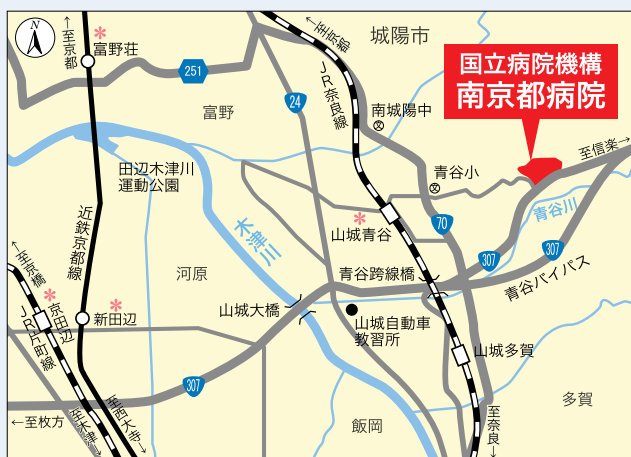 N
←至京都
＊
富野荘
251
富野
←至京都
城陽市
JR奈良線
24
国立病院機構
南京都病院
南城陽中
文
至信楽→
青谷小
文
田辺木津川
運動公園
近鉄京都線
木津川
＊
山城青谷
70
青谷川
307
307
青谷バイパス
←至京橋
河原
青谷跨線橋
＊
京田辺
JR片町線
＊
新田辺
山城大橋
山城自動車
教習所
山城多賀
307
←至枚方
至木津→
至西大寺→
飯岡
至奈良→
多賀